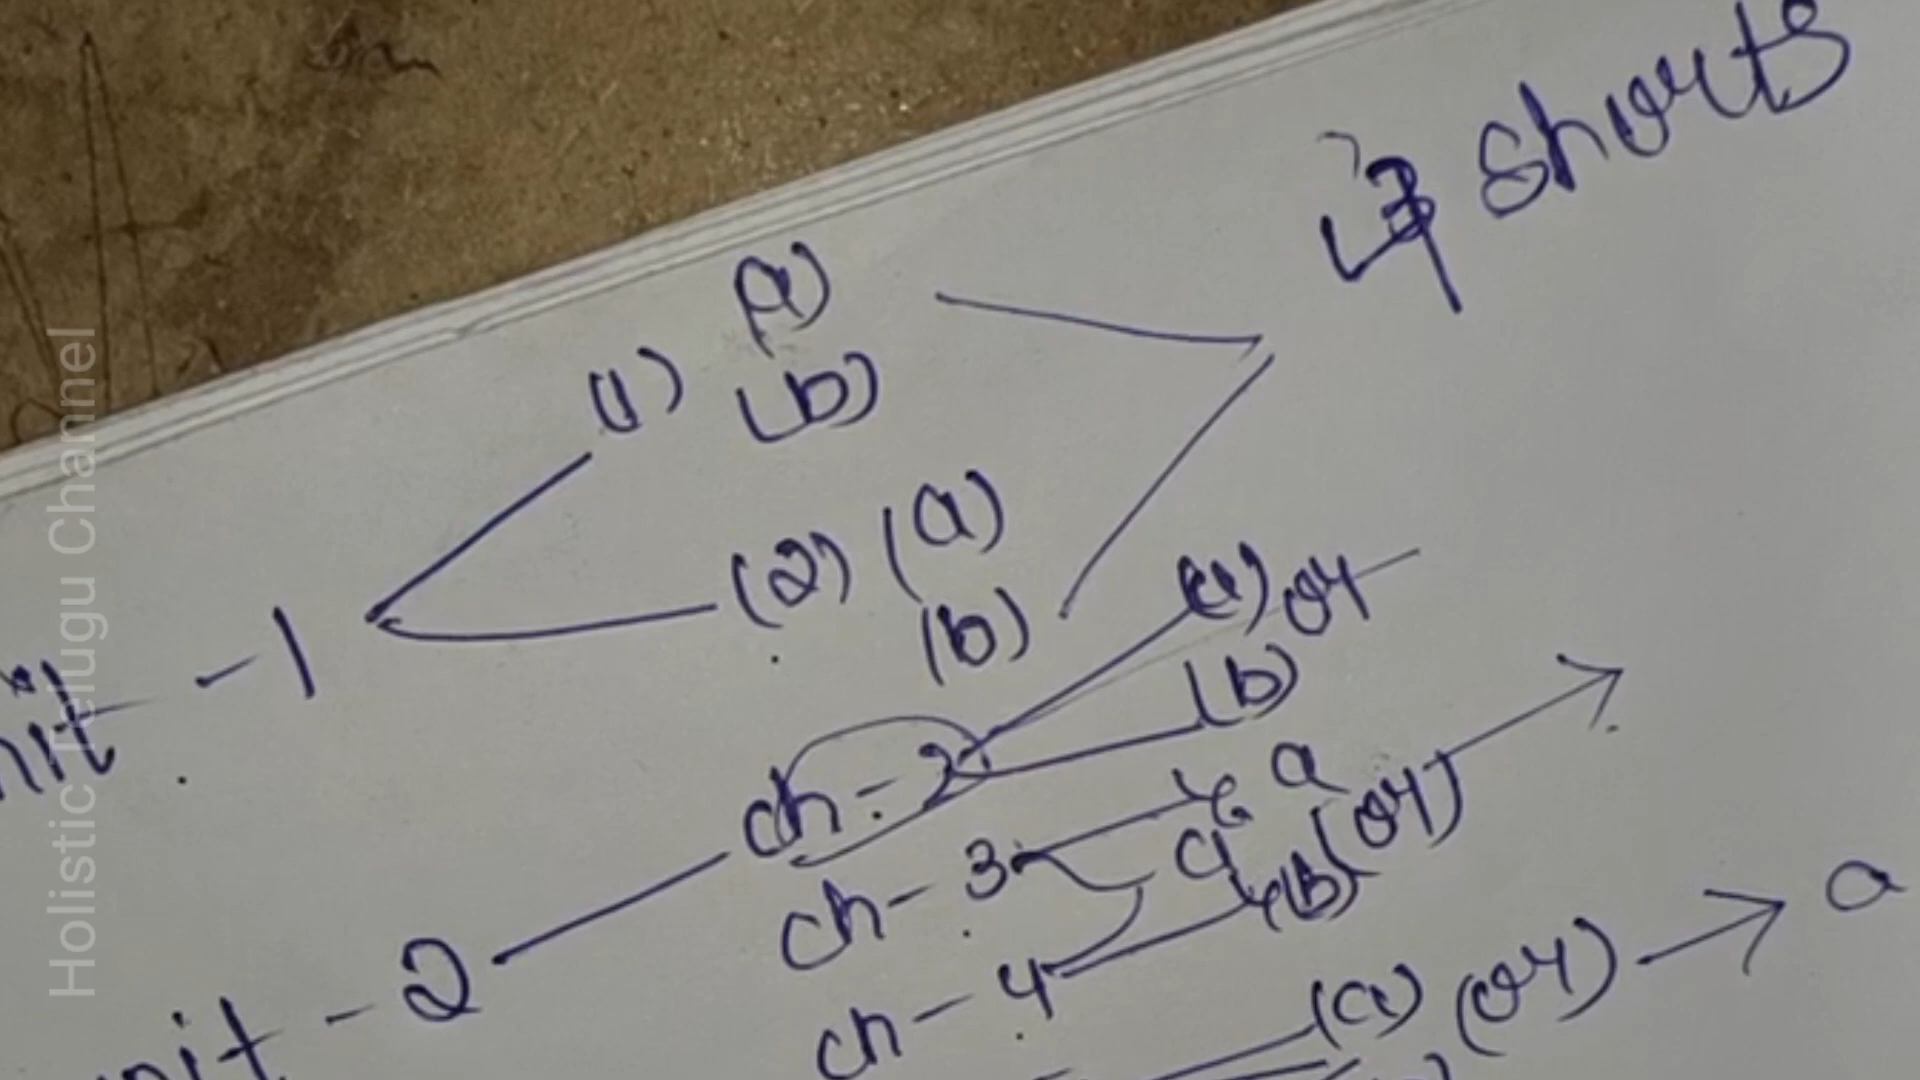 shorts
(a)
(1) (b)
(2) (a)
(b)
unit - 1
(a) or
(b)
ch - 2
a
ch - 3 a
(b) (or)
ch - 4
unit - 2
(a) (or) → a
Holistic Telugu Channel